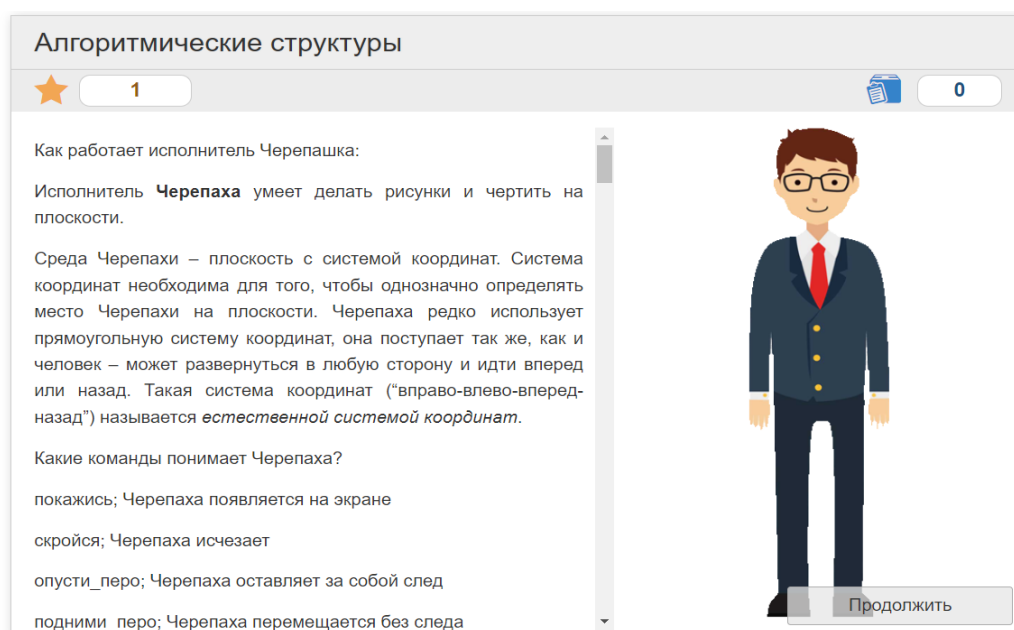 Алгоритмические структуры
1
0
Как работает исполнитель Черепашка:
Исполнитель Черепаха умеет делать рисунки и чертить на
плоскости.
Среда Черепахи – плоскость с системой координат. Система
координат необходима для того, чтобы однозначно определять
место Черепахи на плоскости. Черепаха редко использует
прямоугольную систему координат, она поступает так же, как и
человек – может развернуться в любую сторону и идти вперед
или назад. Такая система координат (“вправо-влево-вперед-
назад”) называется естественной системой координат.
Какие команды понимает Черепаха?
покажись; Черепаха появляется на экране
скройся; Черепаха исчезает
опусти_перо; Черепаха оставляет за собой след
подними_перо; Черепаха перемещается без следа
Продолжить